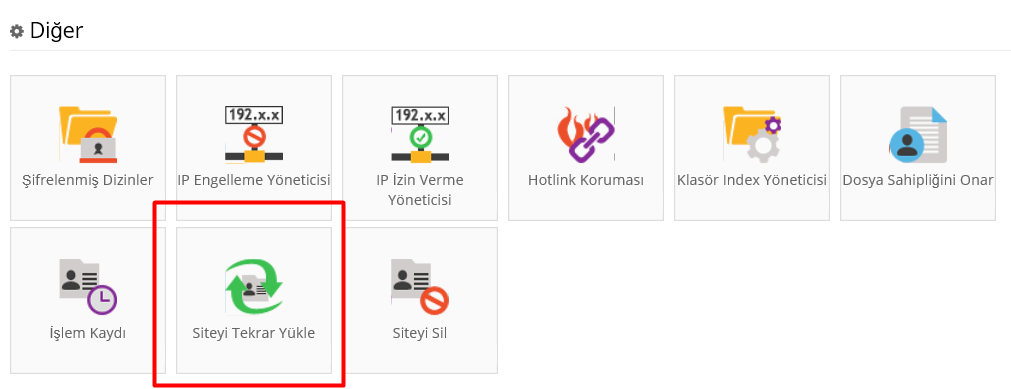 Diğer
192.x.x
192.x.x
Şifrelenmiş Dizinler
IP Engelleme Yöneticisi
IP İzin Verme
Yöneticisi
Hotlink Koruması
Klasör Index Yöneticisi
Dosya Sahipliğini Onar
İşlem Kaydı
Siteyi Tekrar Yükle
Siteyi Sil